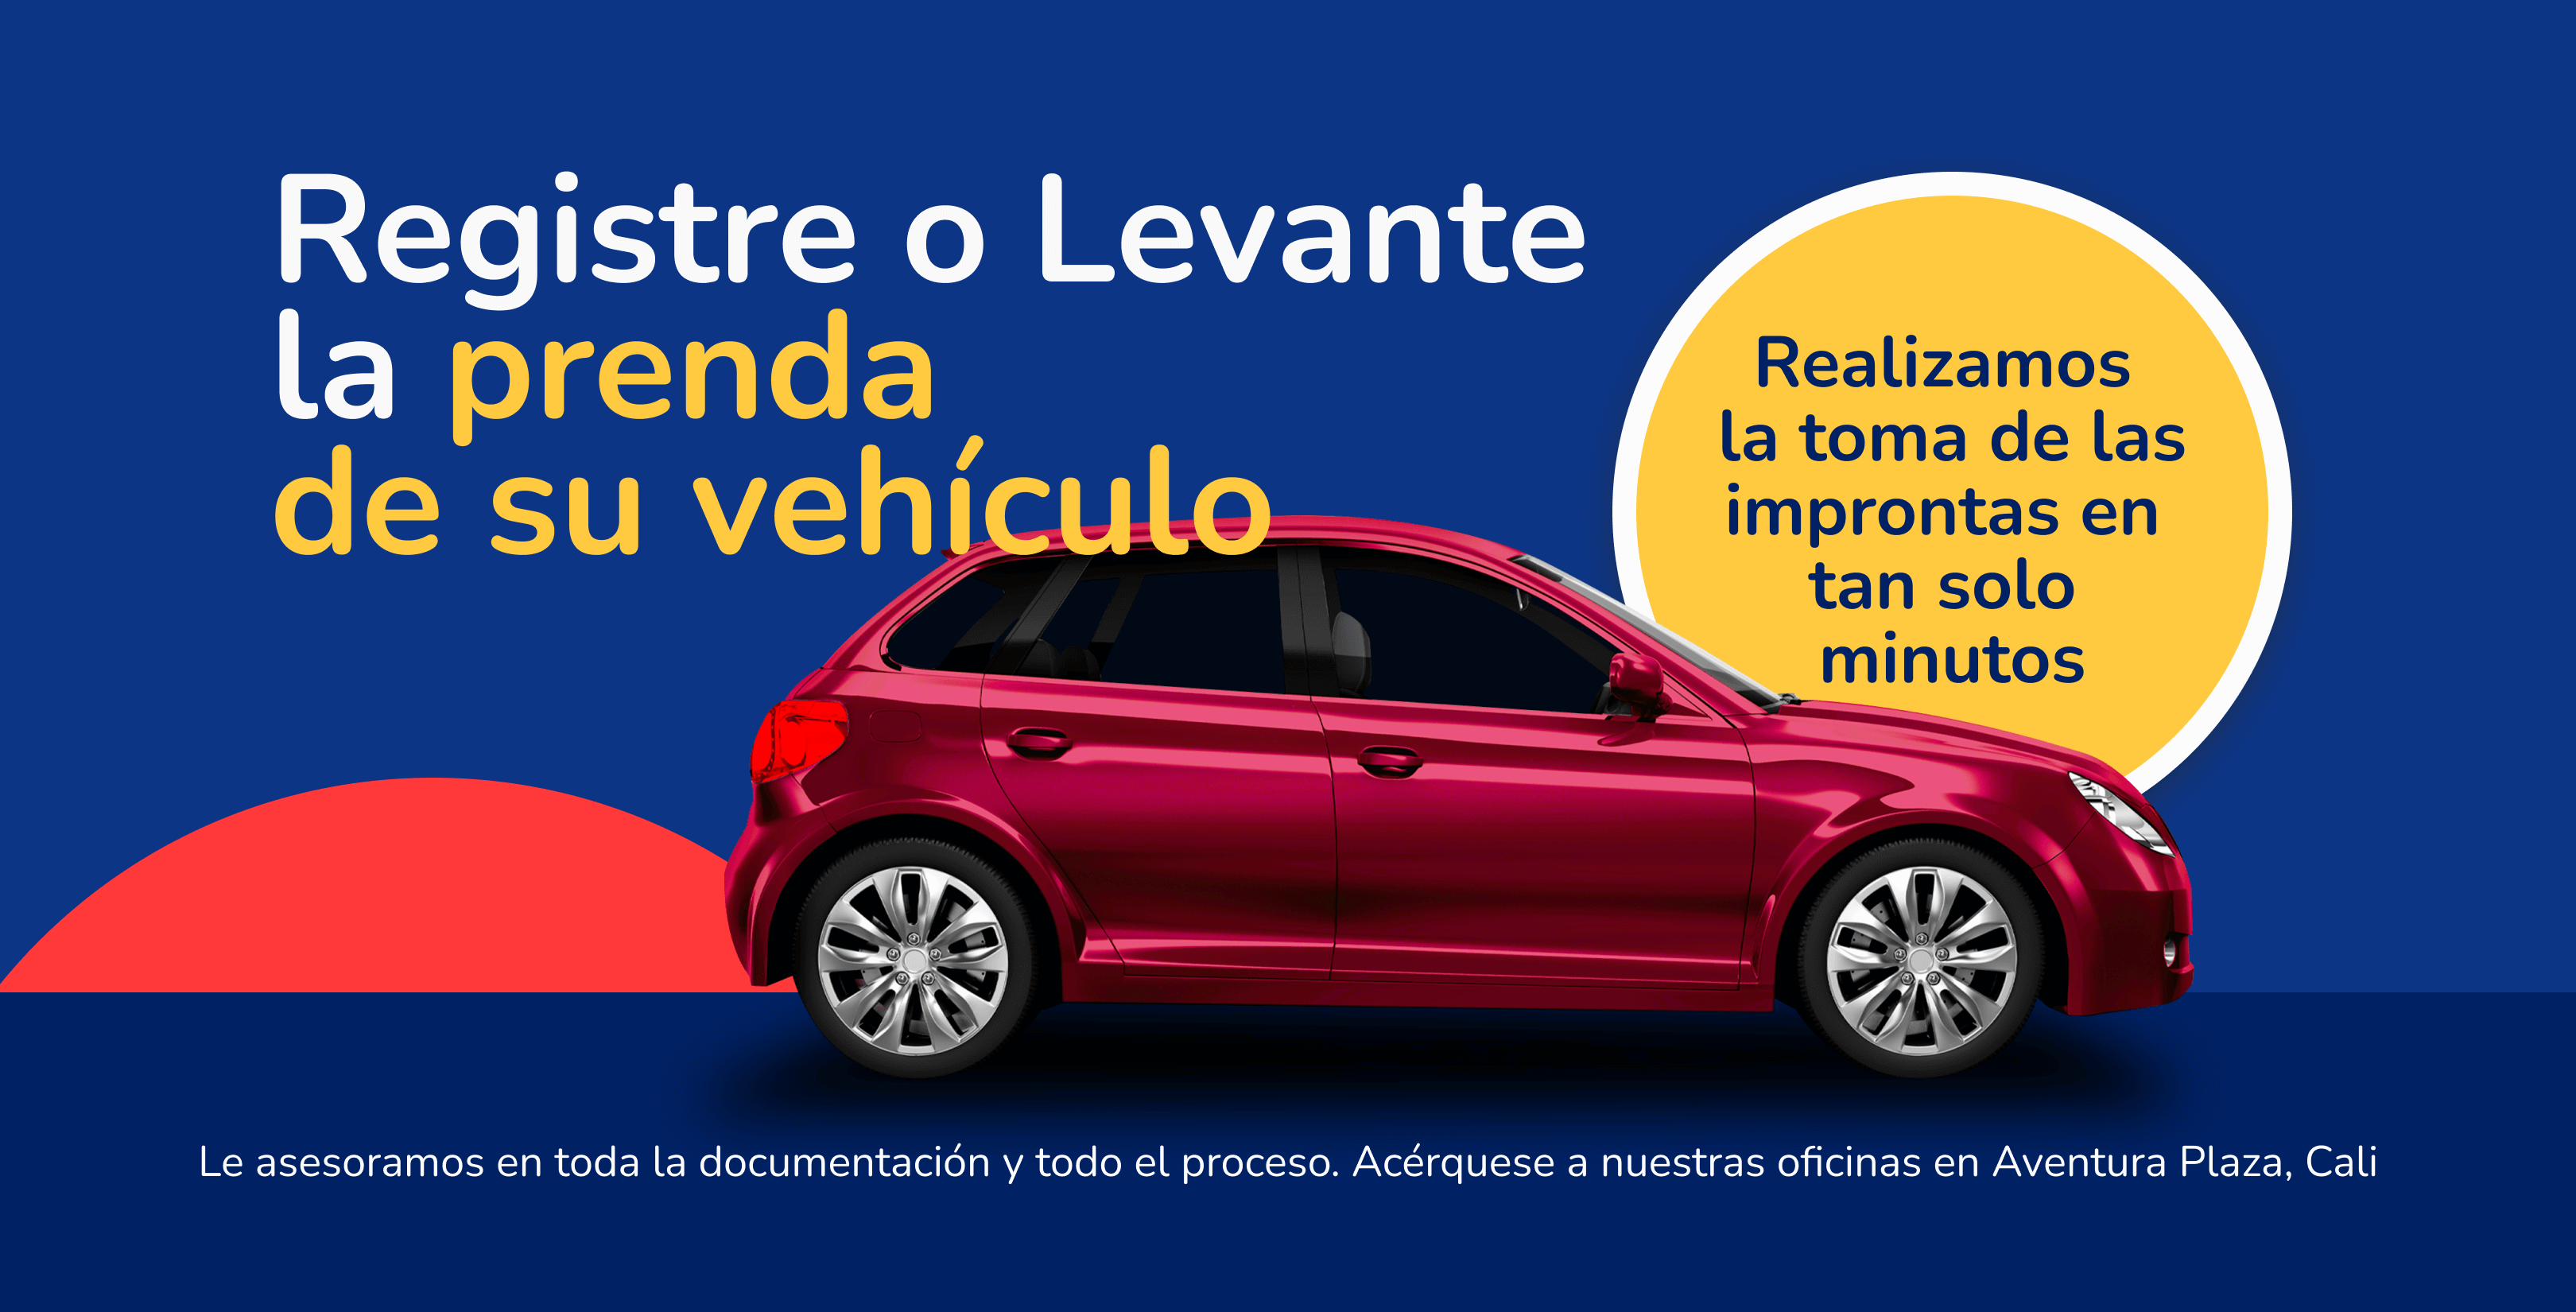 Registre o Levante
la prenda
de su vehículo
Realizamos
la toma de las
improntas en
tan solo
minutos
Le asesoramos en toda la documentación y todo el proceso. Acérquese a nuestras oficinas en Aventura Plaza, Cali